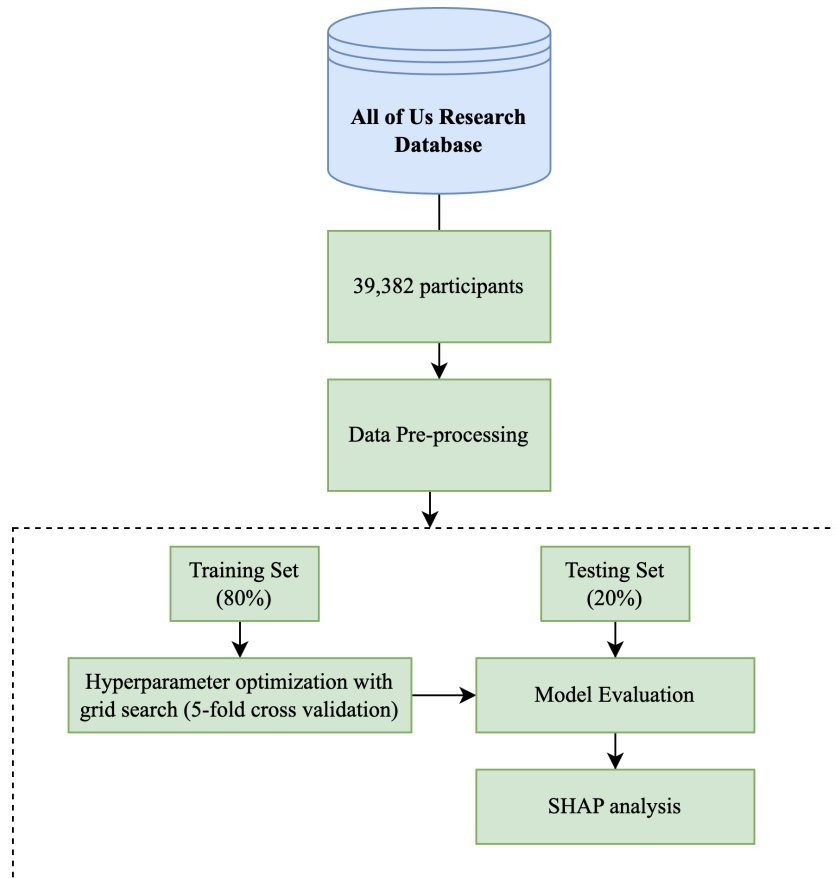 All of Us Research
Database
39,382 participants
Data Pre-processing
Training Set
(80%)
Testing Set
(20%)
Hyperparameter optimization with
grid search (5-fold cross validation)
Model Evaluation
SHAP analysis